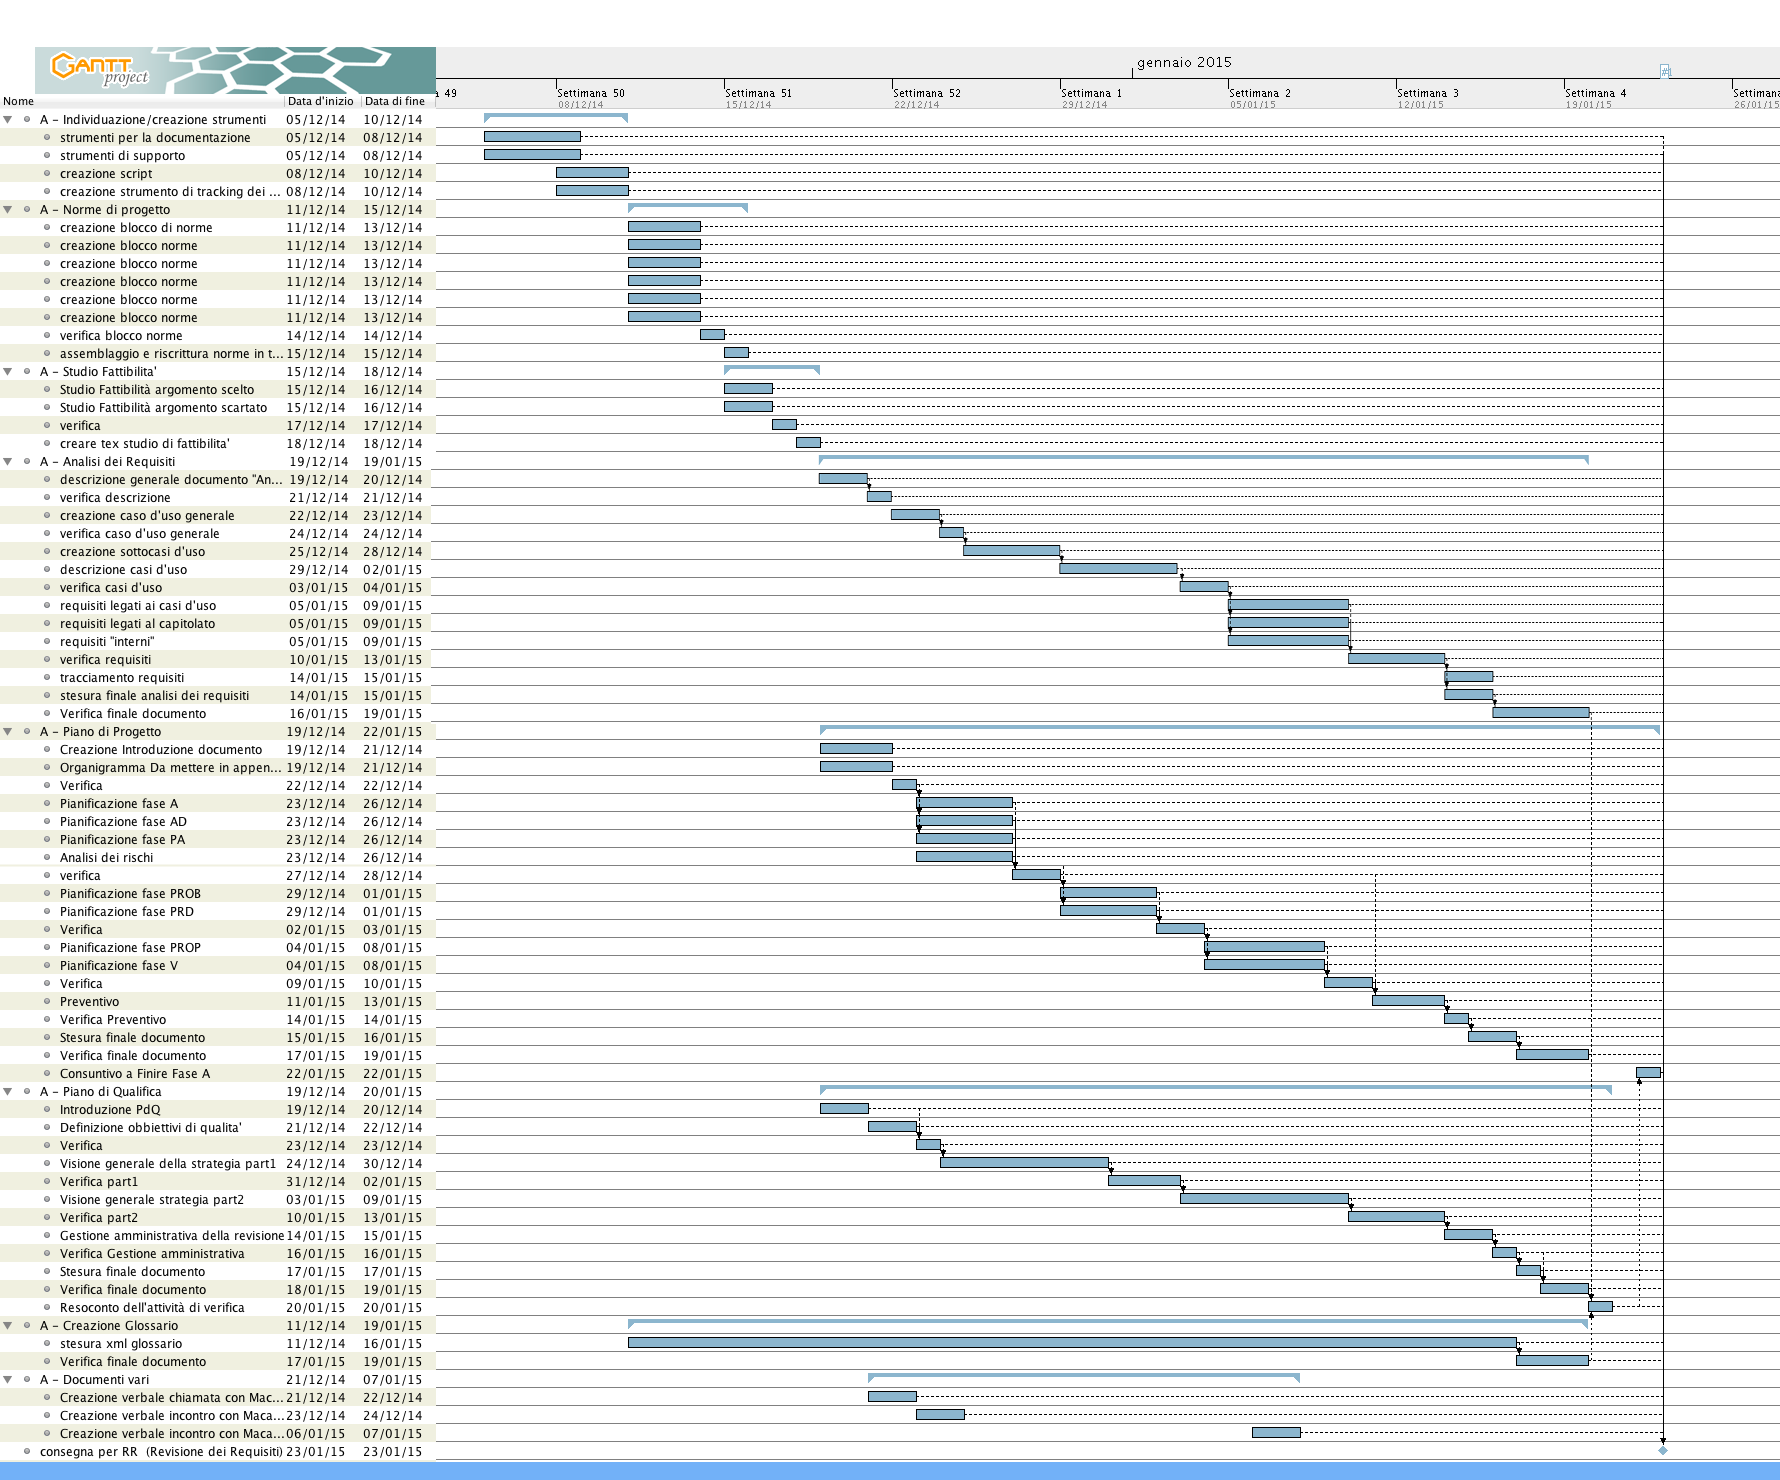 GANTT project
gennaio 2015
#1
49 Settimana 50 Settimana 51 Settimana 52 Settimana 1 Settimana 2 Settimana 3 Settimana 4 Settimana
08/12/14 15/12/14 22/12/14 29/12/14 05/01/15 12/01/15 19/01/15 26/01/15
Nome Data d'inizio Data di fine
A - Individuazione/creazione strumenti 05/12/14 10/12/14
strumenti per la documentazione 05/12/14 08/12/14
strumenti di supporto 05/12/14 08/12/14
creazione script 08/12/14 10/12/14
creazione strumento di tracking dei ... 08/12/14 10/12/14
A - Norme di progetto 11/12/14 15/12/14
creazione blocco di norme 11/12/14 13/12/14
creazione blocco norme 11/12/14 13/12/14
creazione blocco norme 11/12/14 13/12/14
creazione blocco norme 11/12/14 13/12/14
creazione blocco norme 11/12/14 13/12/14
creazione blocco norme 11/12/14 13/12/14
verifica blocco norme 14/12/14 14/12/14
assemblaggio e riscrittura norme in t... 15/12/14 15/12/14
A - Studio Fattibilita' 15/12/14 18/12/14
Studio Fattibilità argomento scelto 15/12/14 16/12/14
Studio Fattibilità argomento scartato 15/12/14 16/12/14
verifica 17/12/14 17/12/14
creare tex studio di fattibilita' 18/12/14 18/12/14
A - Analisi dei Requisiti 19/12/14 19/01/15
descrizione generale documento "An... 19/12/14 20/12/14
verifica descrizione 21/12/14 21/12/14
creazione caso d'uso generale 22/12/14 23/12/14
verifica caso d'uso generale 24/12/14 24/12/14
creazione sottocasi d'uso 25/12/14 28/12/14
descrizione casi d'uso 29/12/14 02/01/15
verifica casi d'uso 03/01/15 04/01/15
requisiti legati ai casi d'uso 05/01/15 09/01/15
requisiti legati al capitolato 05/01/15 09/01/15
requisiti "interni" 05/01/15 09/01/15
verifica requisiti 10/01/15 13/01/15
tracciamento requisiti 14/01/15 15/01/15
stesura finale analisi dei requisiti 14/01/15 15/01/15
Verifica finale documento 16/01/15 19/01/15
A - Piano di Progetto 19/12/14 22/01/15
Creazione Introduzione documento 19/12/14 21/12/14
Organigramma Da mettere in appen... 19/12/14 21/12/14
Verifica 22/12/14 22/12/14
Pianificazione fase A 23/12/14 26/12/14
Pianificazione fase AD 23/12/14 26/12/14
Pianificazione fase PA 23/12/14 26/12/14
Analisi dei rischi 23/12/14 26/12/14
verifica 27/12/14 28/12/14
Pianificazione fase PROB 29/12/14 01/01/15
Pianificazione fase PRD 29/12/14 01/01/15
Verifica 02/01/15 03/01/15
Pianificazione fase PROP 04/01/15 08/01/15
Pianificazione fase V 04/01/15 08/01/15
Verifica 09/01/15 10/01/15
Preventivo 11/01/15 13/01/15
Verifica Preventivo 14/01/15 14/01/15
Stesura finale documento 15/01/15 16/01/15
Verifica finale documento 17/01/15 19/01/15
Consuntivo a Finire Fase A 22/01/15 22/01/15
A - Piano di Qualifica 19/12/14 20/01/15
Introduzione PdQ 19/12/14 20/12/14
Definizione obbiettivi di qualita' 21/12/14 22/12/14
Verifica 23/12/14 23/12/14
Visione generale della strategia part1 24/12/14 30/12/14
Verifica part1 31/12/14 02/01/15
Visione generale strategia part2 03/01/15 09/01/15
Verifica part2 10/01/15 13/01/15
Gestione amministrativa della revisione 14/01/15 15/01/15
Verifica Gestione amministrativa 16/01/15 16/01/15
Stesura finale documento 17/01/15 17/01/15
Verifica finale documento 18/01/15 19/01/15
Resoconto dell'attività di verifica 20/01/15 20/01/15
A - Creazione Glossario 11/12/14 19/01/15
stesura xml glossario 11/12/14 16/01/15
Verifica finale documento 17/01/15 19/01/15
A - Documenti vari 21/12/14 07/01/15
Creazione verbale chiamata con Mac... 21/12/14 22/12/14
Creazione verbale incontro con Maca... 23/12/14 24/12/14
Creazione verbale incontro con Maca... 06/01/15 07/01/15
consegna per RR (Revisione dei Requisiti) 23/01/15 23/01/15